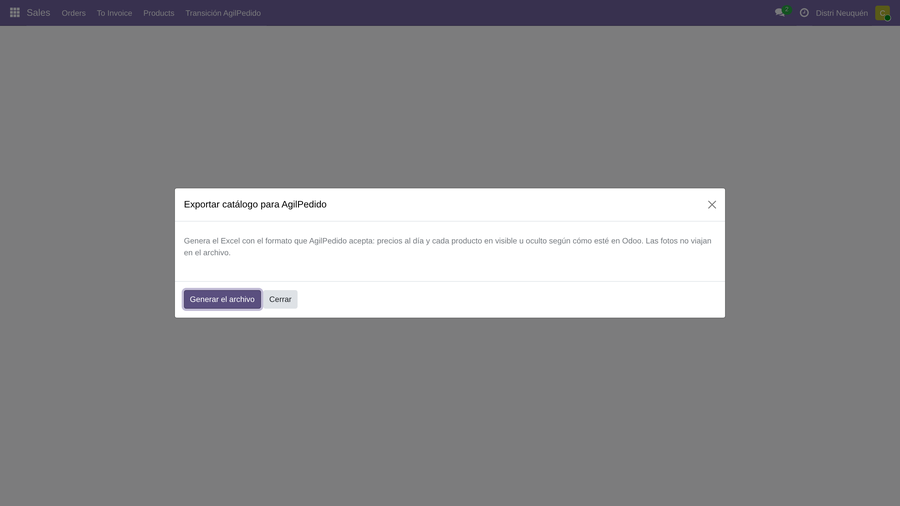 Sales Orders To Invoice Products Transición AgilPedido 2 Distri Neuquén C
Exportar catálogo para AgilPedido
Genera el Excel con el formato que AgilPedido acepta: precios al día y cada producto en visible u oculto según cómo esté en Odoo. Las fotos no viajan
en el archivo.
Generar el archivo Cerrar